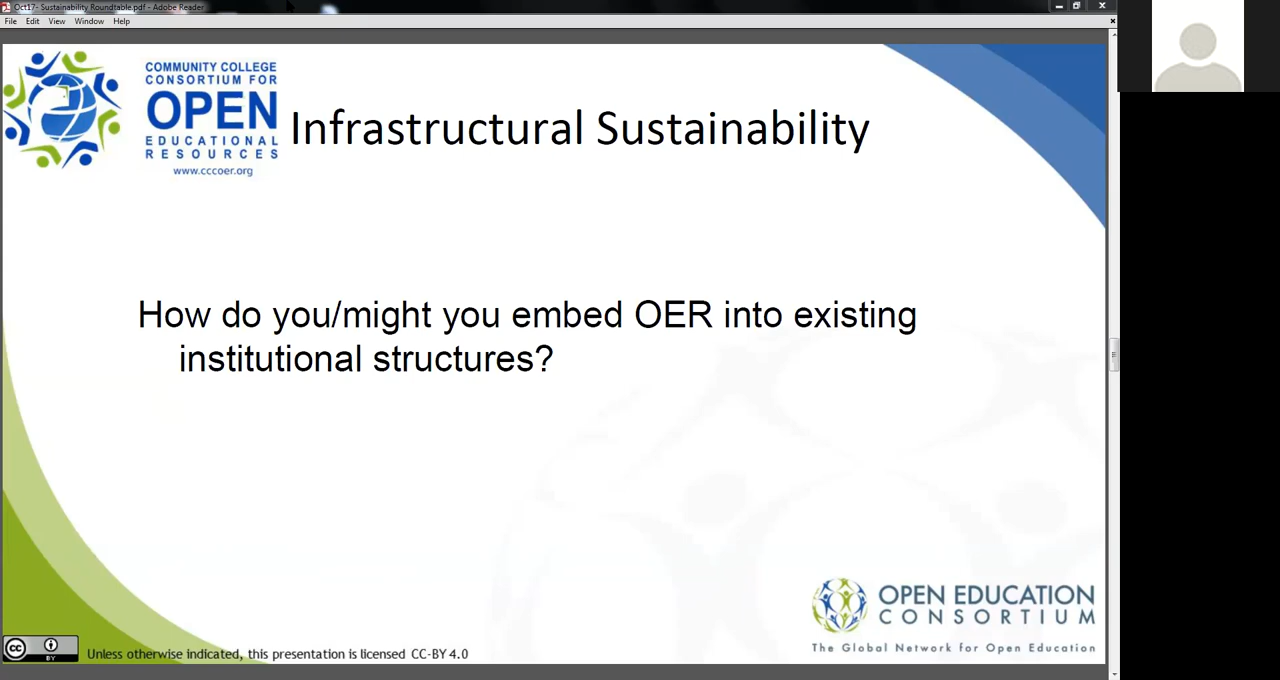 Oct17- Sustainability Roundtable.pdf - Adobe Reader
File Edit View Window Help
COMMUNITY COLLEGE
CONSORTIUM FOR
OPEN
EDUCATIONAL
RESOURCES
www.cccoer.org
Infrastructural Sustainability
How do you/might you embed OER into existing
institutional structures?
OPEN EDUCATION
CONSORTIUM
The Global Network for Open Education
cc
BY
Unless otherwise indicated, this presentation is licensed CC-BY 4.0